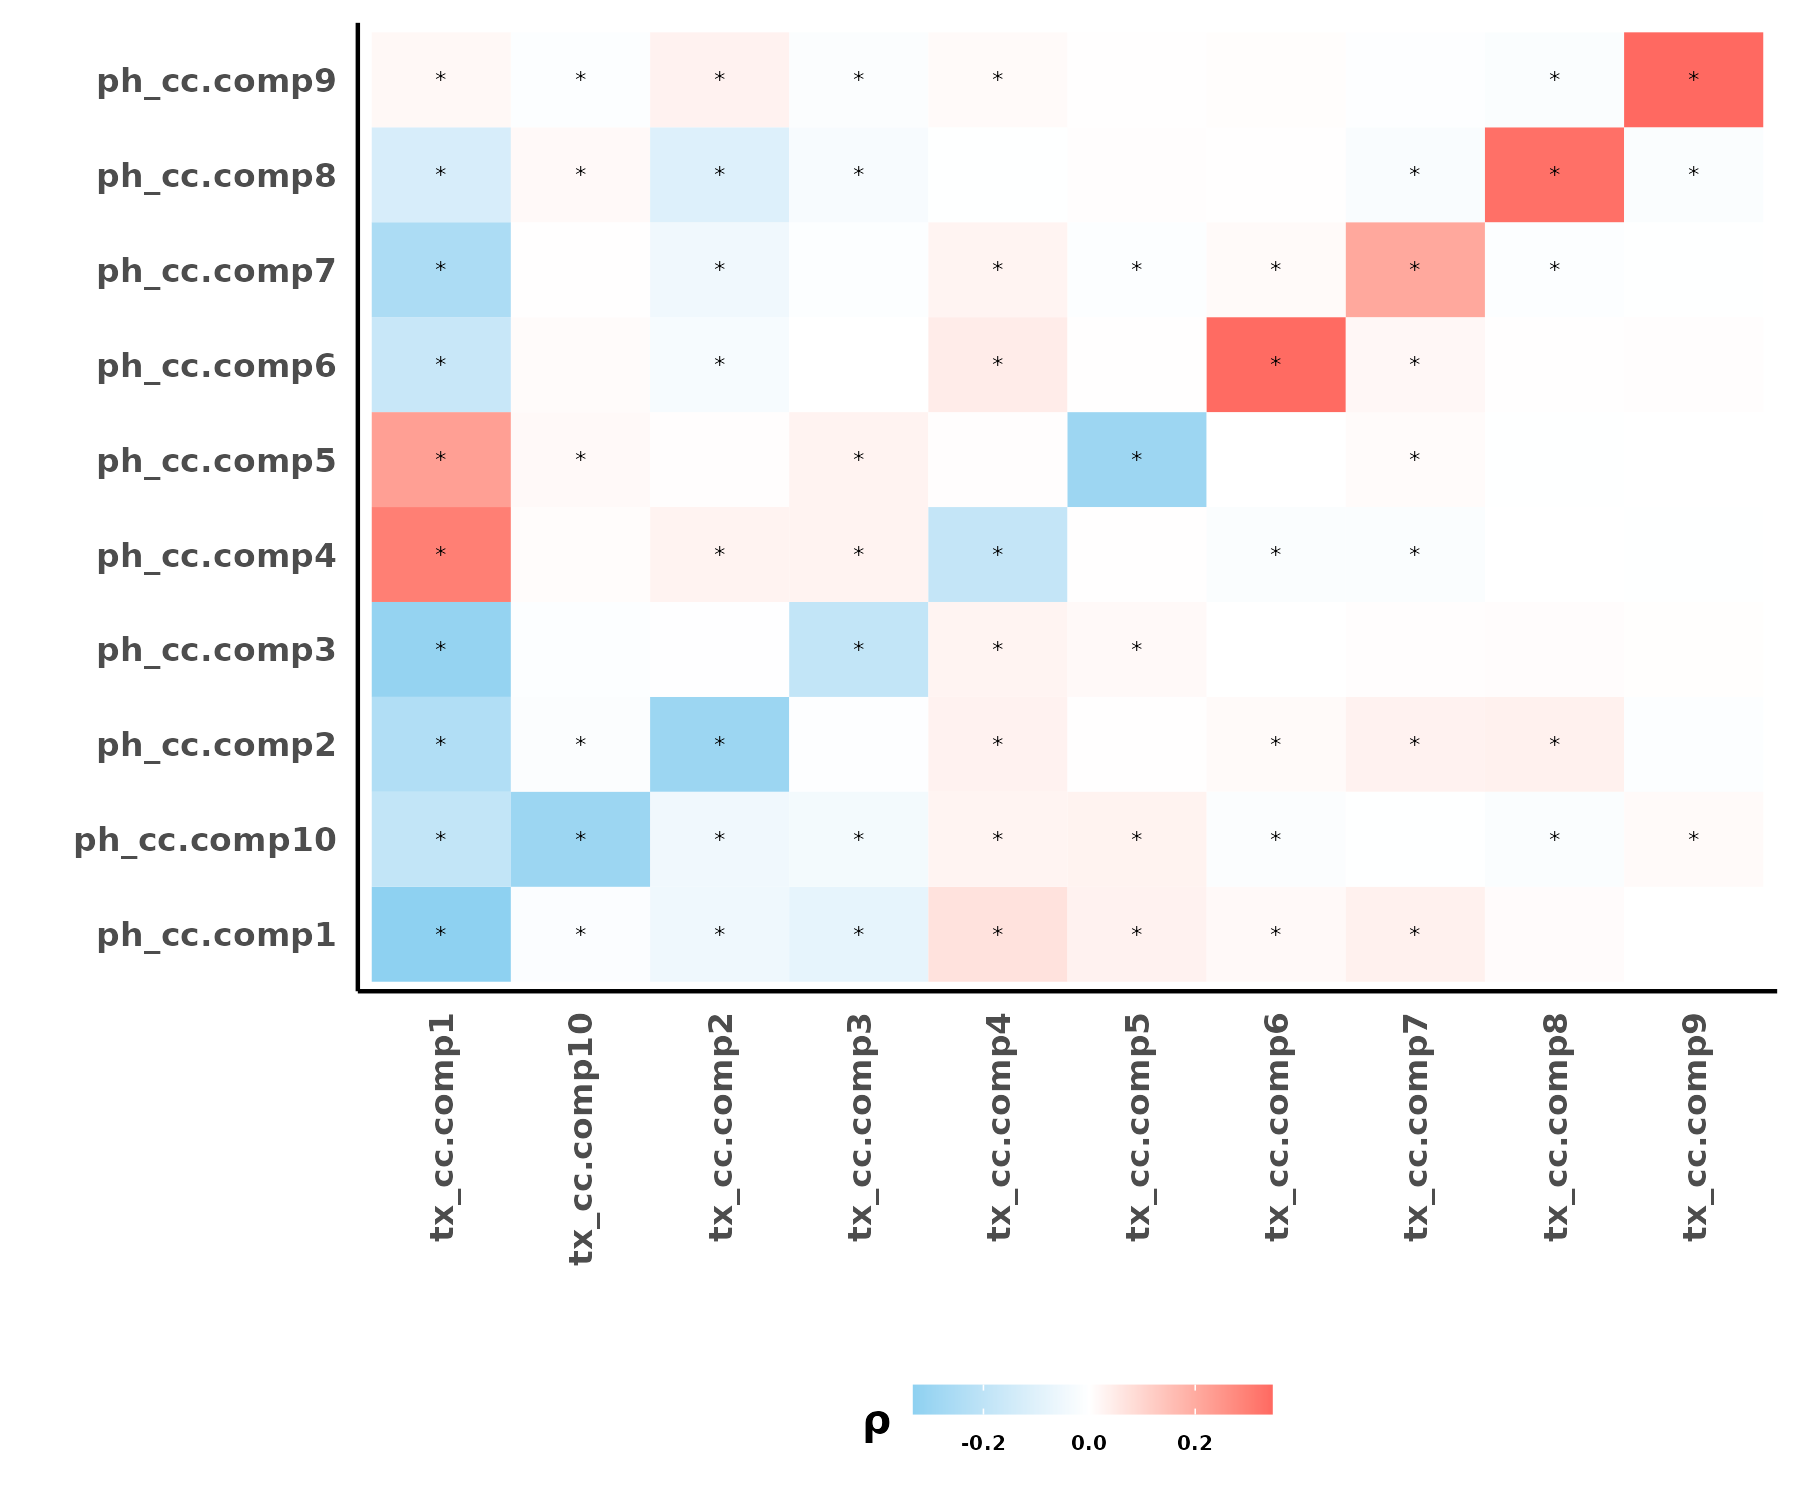 ph_cc.comp9 * * * * * * *
ph_cc.comp8 * * * * * * *
ph_cc.comp7 * * * * * * *
ph_cc.comp6 * * * * *
ph_cc.comp5 * * * * *
ph_cc.comp4 * * * * * *
ph_cc.comp3 * * * *
ph_cc.comp2 * * * * * * *
ph_cc.comp10 * * * * * * * * *
ph_cc.comp1 * * * * * * * *
tx_cc.comp1
tx_cc.comp10
tx_cc.comp2
tx_cc.comp3
tx_cc.comp4
tx_cc.comp5
tx_cc.comp6
tx_cc.comp7
tx_cc.comp8
tx_cc.comp9
ρ
-0.2 0.0 0.2